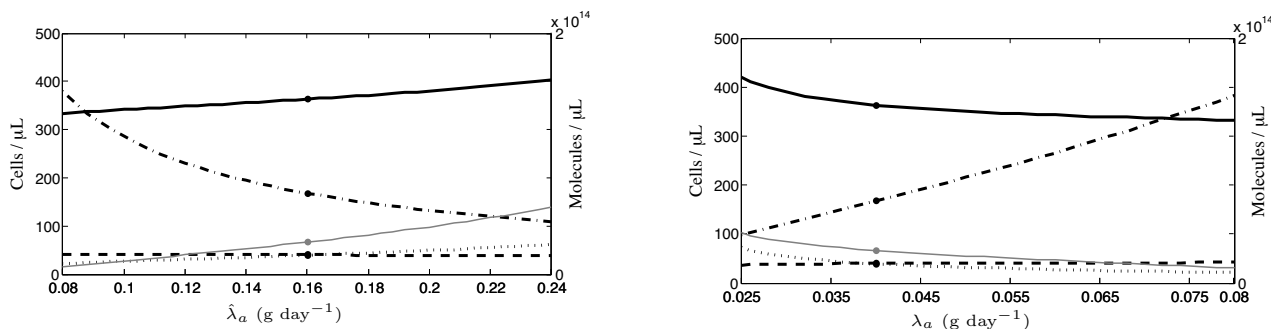 x 10¹⁴
500
400
300
200
100
0
2
0
Cells / µL
Molecules / µL
0.08 0.1 0.12 0.14 0.16 0.18 0.2 0.22 0.24
λ̂ₐ (g day⁻¹)
x 10¹⁴
500
400
300
200
100
0
2
0
Cells / µL
Molecules / µL
0.025 0.035 0.045 0.055 0.065 0.075 0.08
λₐ (g day⁻¹)